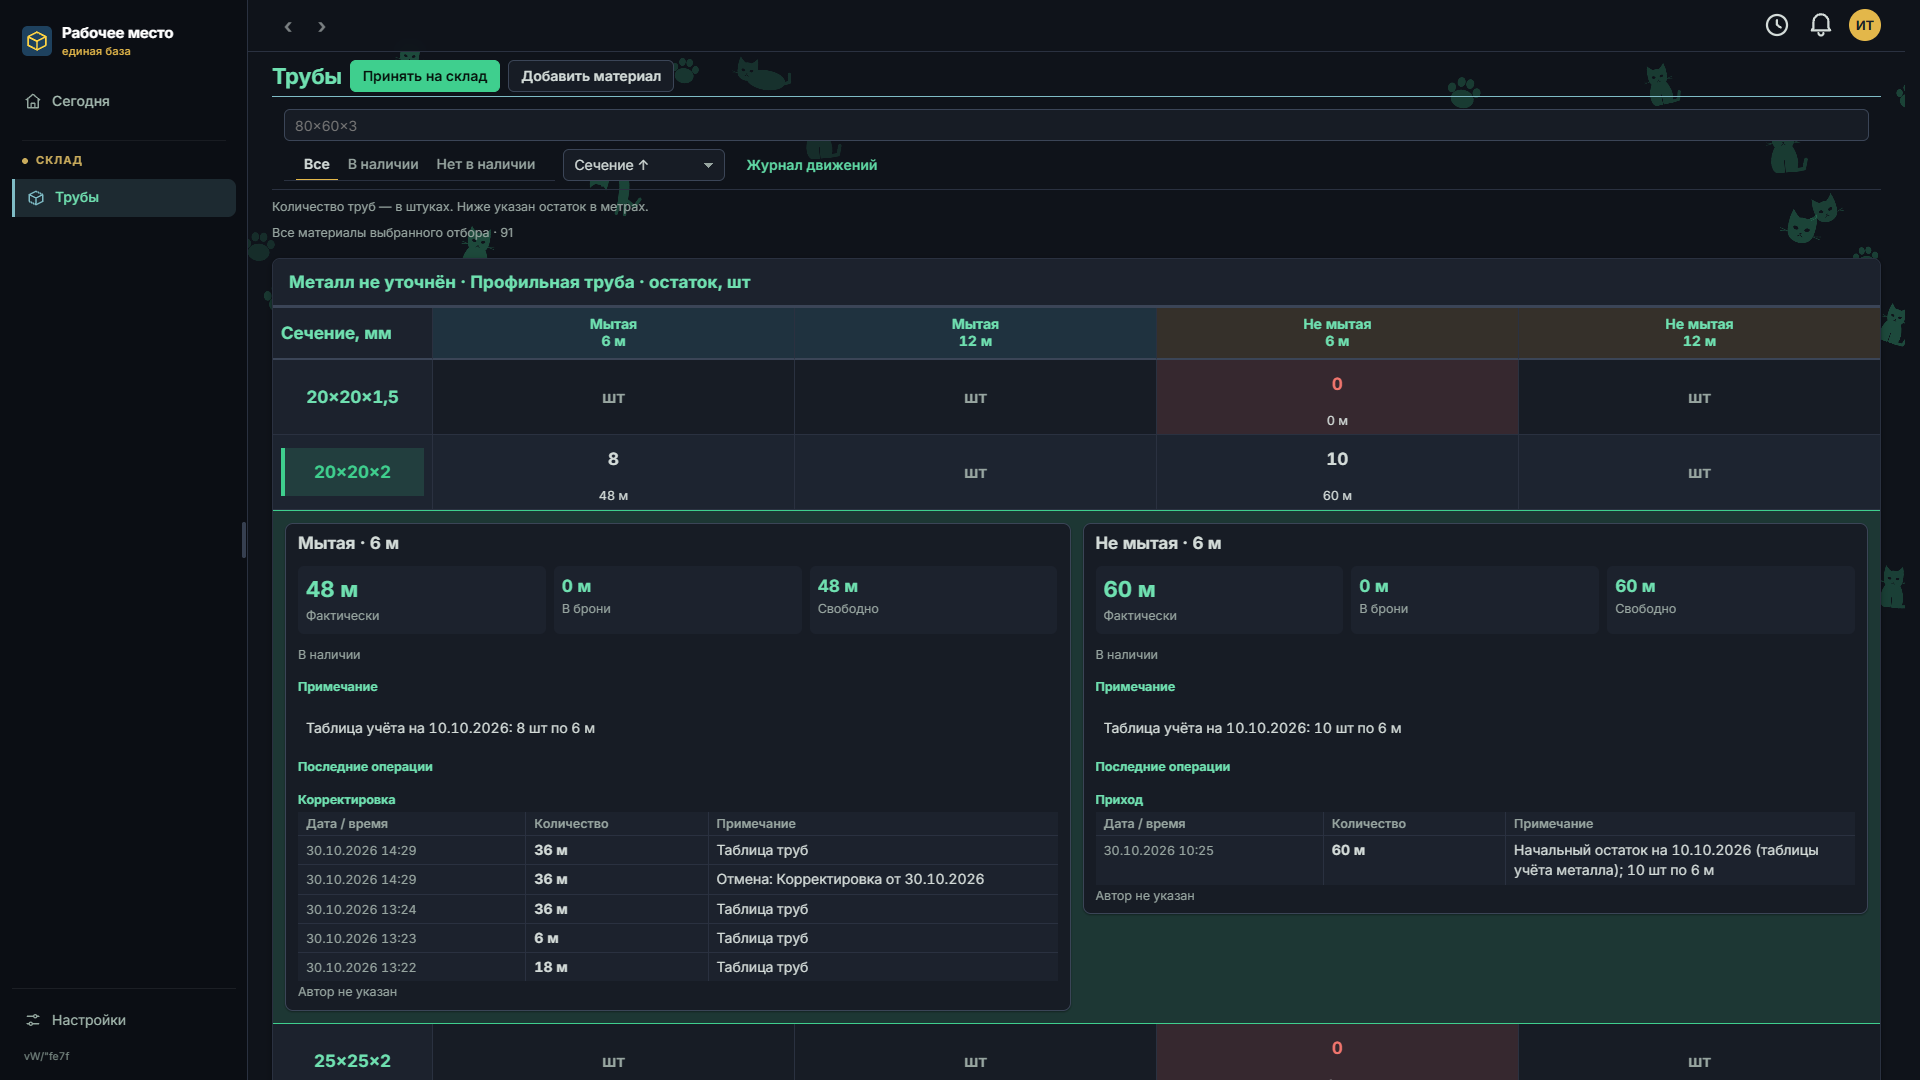 Рабочее место
единая база
Сегодня
СКЛАД
Трубы
Настройки
vW/"fe7f
ИТ
Трубы
Принять на склад
Добавить материал
80×60×3
Все
В наличии
Нет в наличии
Сечение ↑
Журнал движений
Количество труб — в штуках. Ниже указан остаток в метрах.
Все материалы выбранного отбора · 91
Металл не уточнён · Профильная труба · остаток, шт
Сечение, мм
Мытая
6 м
Мытая
12 м
Не мытая
6 м
Не мытая
12 м
20×20×1,5
шт
шт
0
0 м
шт
20×20×2
8
48 м
шт
10
60 м
шт
Мытая · 6 м
48 м
Фактически
0 м
В брони
48 м
Свободно
В наличии
Примечание
Таблица учёта на 10.10.2026: 8 шт по 6 м
Последние операции
Корректировка
Дата / время Количество Примечание
30.10.2026 14:29 36 м Таблица труб
30.10.2026 14:29 36 м Отмена: Корректировка от 30.10.2026
30.10.2026 13:24 36 м Таблица труб
30.10.2026 13:23 6 м Таблица труб
30.10.2026 13:22 18 м Таблица труб
Автор не указан
Не мытая · 6 м
60 м
Фактически
0 м
В брони
60 м
Свободно
В наличии
Примечание
Таблица учёта на 10.10.2026: 10 шт по 6 м
Последние операции
Приход
Дата / время Количество Примечание
30.10.2026 10:25 60 м Начальный остаток на 10.10.2026 (таблицы
учёта металла); 10 шт по 6 м
Автор не указан
25×25×2
шт
шт
0
шт